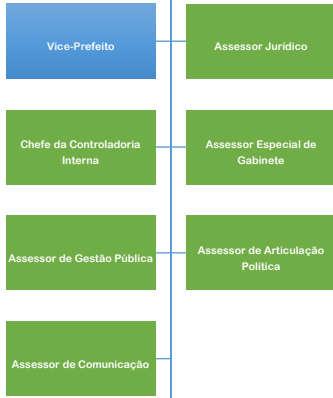 Vice-Prefeito
Assessor Jurídico
Chefe da Controladoria
Interna
Assessor Especial de
Gabinete
Assessor de Gestão Pública
Assessor de Articulação
Política
Assessor de Comunicação